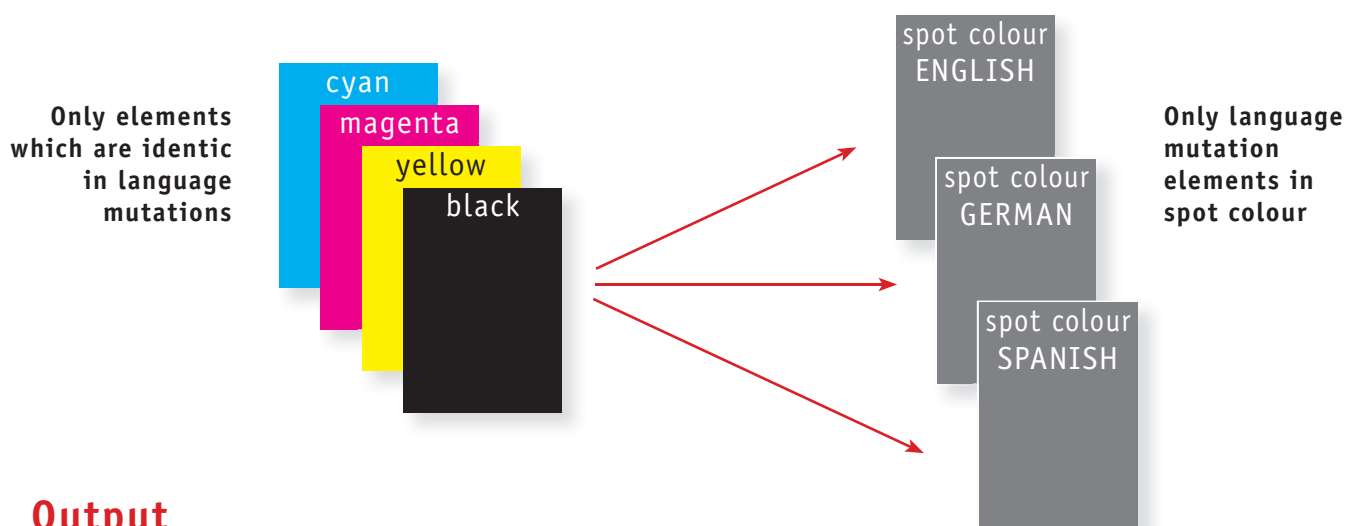 Only elements
which are identic
in language
mutations
cyan
magenta
yellow
black
spot colour
ENGLISH
spot colour
GERMAN
spot colour
SPANISH
Only language
mutation
elements in
spot colour
Output